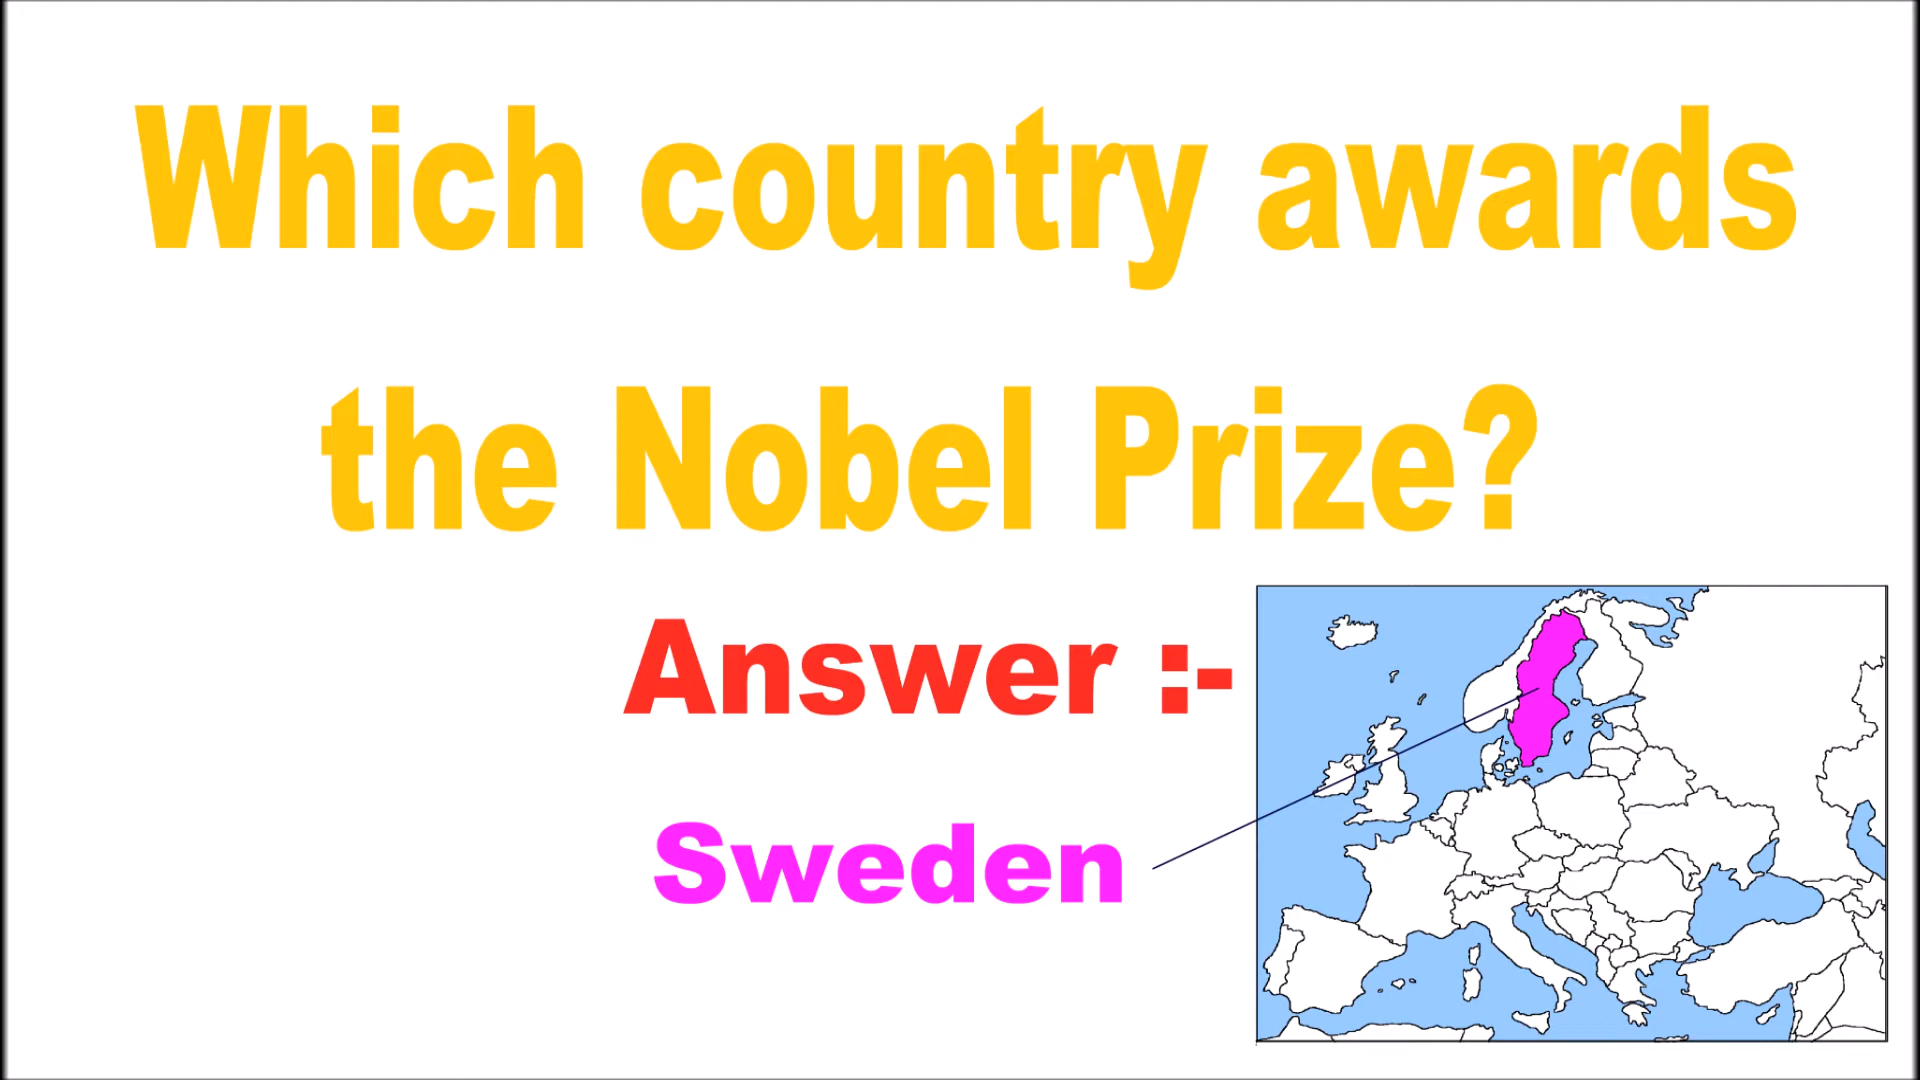 Which country awards
the Nobel Prize?
Answer :-
Sweden